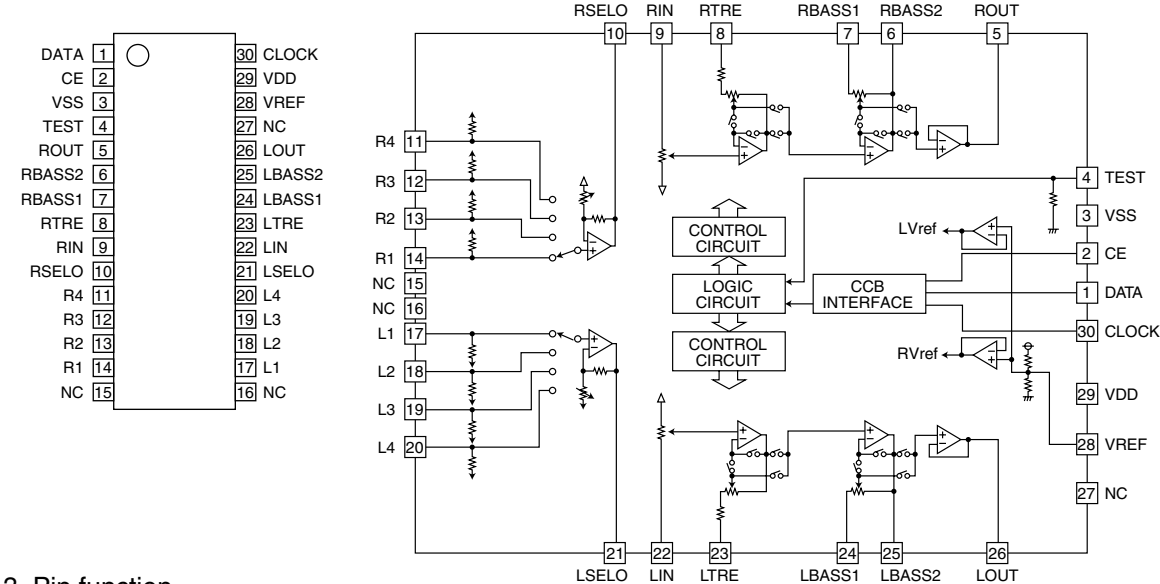 DATA 1 30 CLOCK
CE 2 29 VDD
VSS 3 28 VREF
TEST 4 27 NC
ROUT 5 26 LOUT
RBASS2 6 25 LBASS2
RBASS1 7 24 LBASS1
RTRE 8 23 LTRE
RIN 9 22 LIN
RSELO 10 21 LSELO
R4 11 20 L4
R3 12 19 L3
R2 13 18 L2
R1 14 17 L1
NC 15 16 NC
RSELO RIN RTRE RBASS1 RBASS2 ROUT
10 9 8 7 6 5
R4 11
R3 12
R2 13
R1 14
NC 15
NC 16
L1 17
L2 18
L3 19
L4 20
CONTROL
CIRCUIT
LOGIC
CIRCUIT
CONTROL
CIRCUIT
CCB
INTERFACE
LVref
RVref
4 TEST
3 VSS
2 CE
1 DATA
30 CLOCK
29 VDD
28 VREF
27 NC
21 22 23 24 25 26
LSELO LIN LTRE LBASS1 LBASS2 LOUT